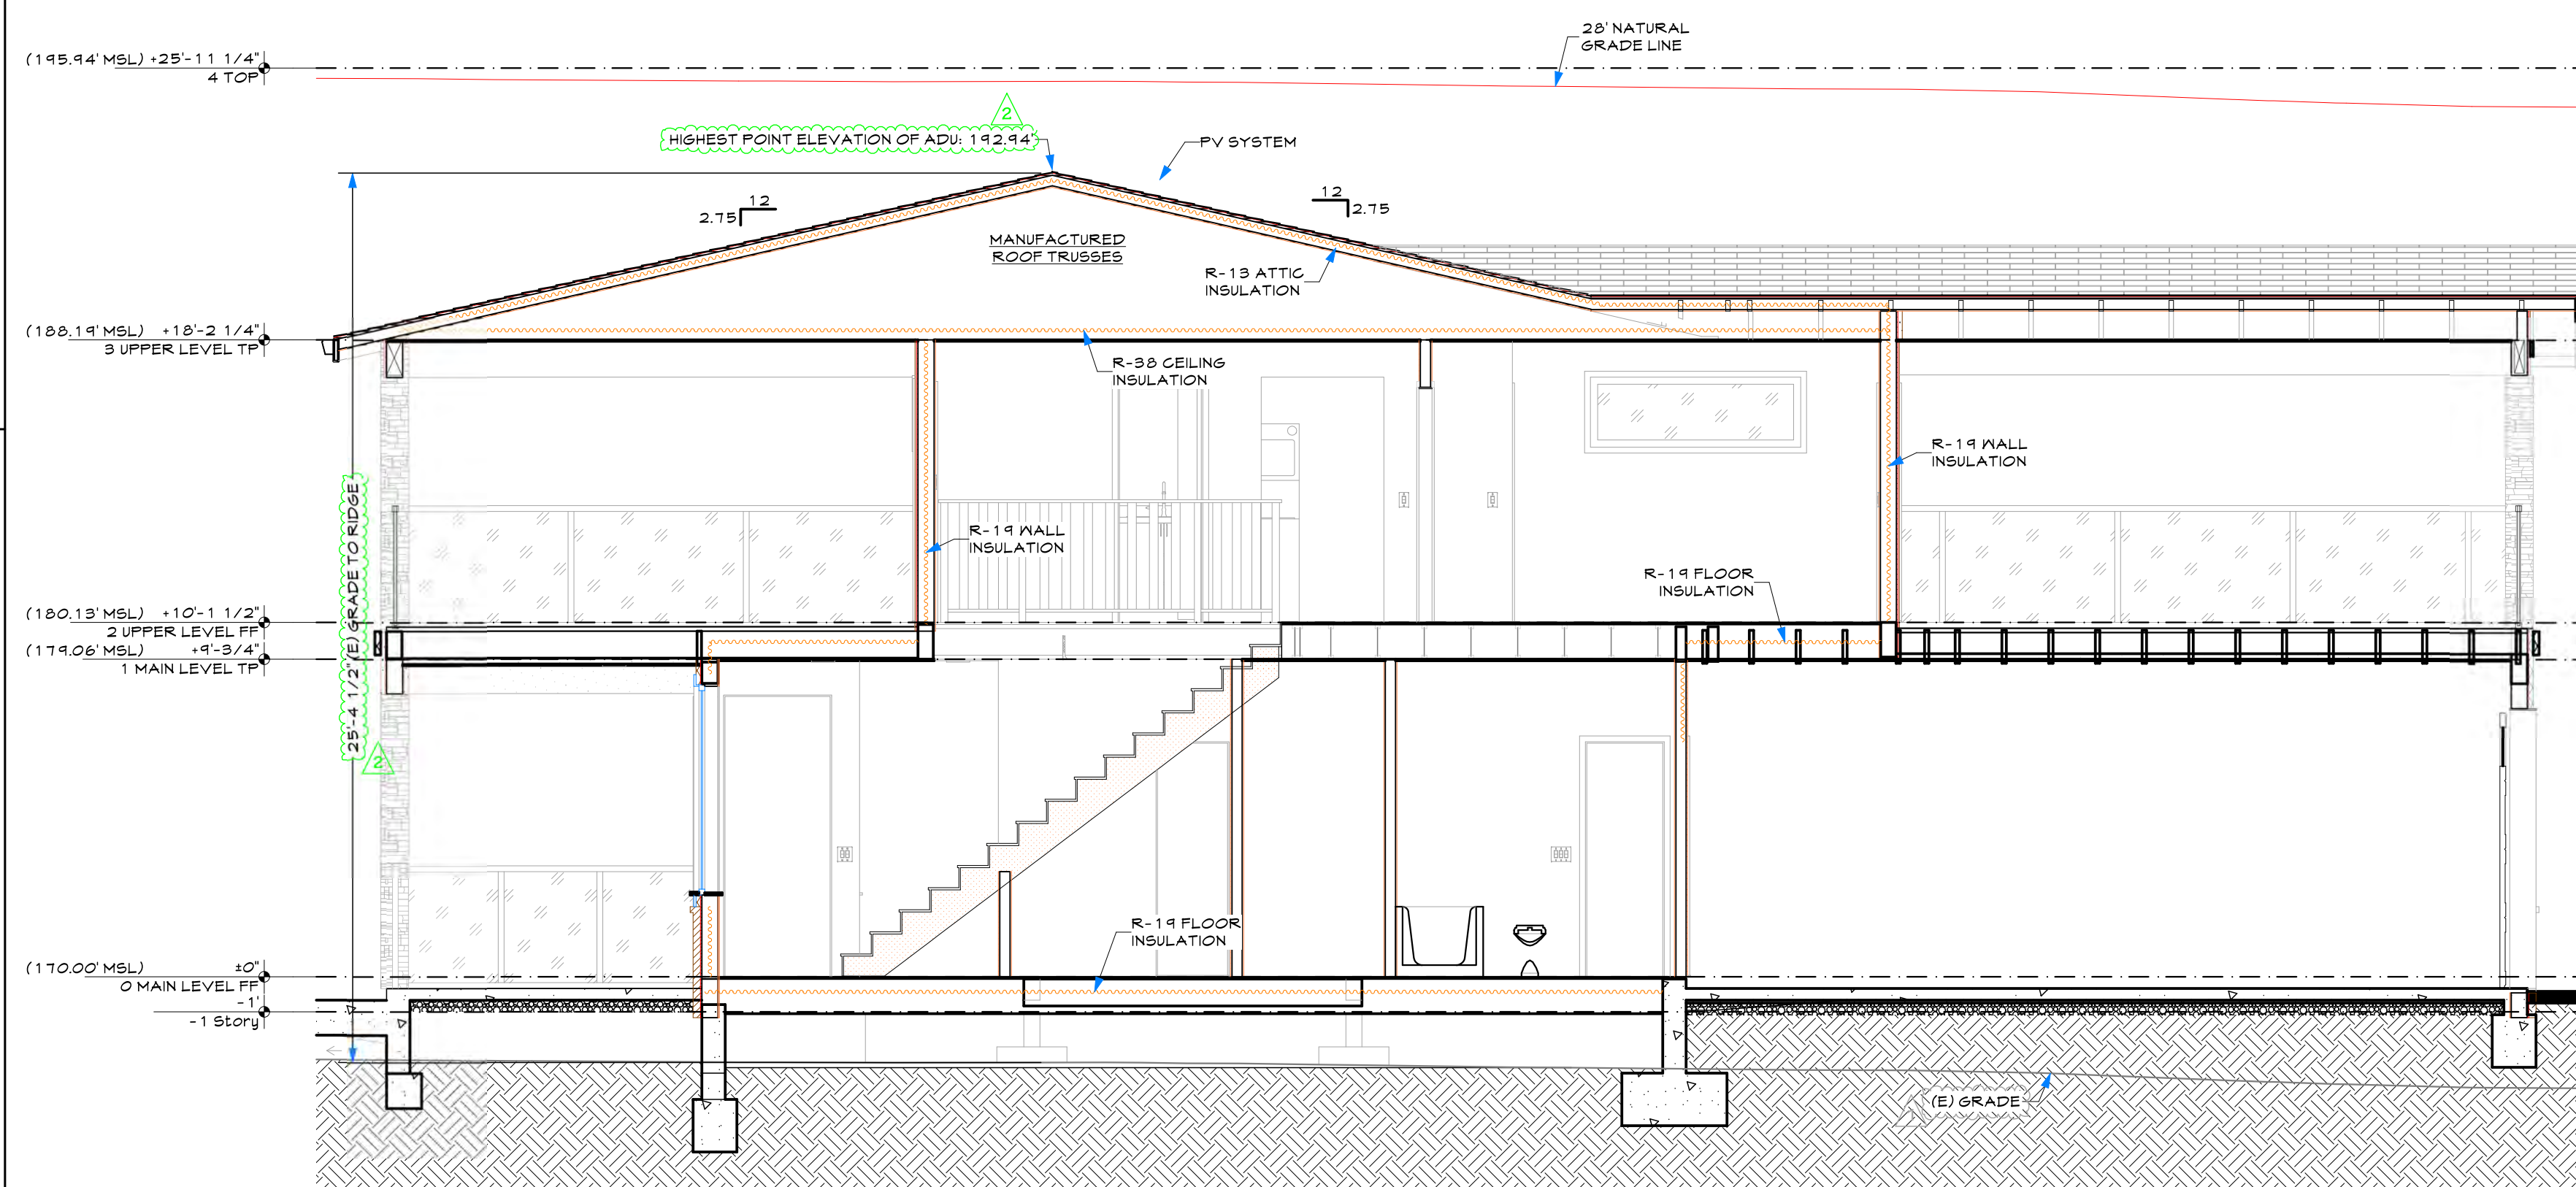 28' NATURAL
GRADE LINE
(195.94' MSL) +25'-11 1/4"
4 TOP
2
HIGHEST POINT ELEVATION OF ADU: 192.94'
PV SYSTEM
12
2.75
12
2.75
MANUFACTURED
ROOF TRUSSES
R-13 ATTIC
INSULATION
(188.19' MSL) +18'-2 1/4"
3 UPPER LEVEL TP
R-38 CEILING
INSULATION
R-19 WALL
INSULATION
R-19 WALL
INSULATION
25'-4 1/2" (E) GRADE TO RIDGE
2
R-19 FLOOR
INSULATION
(180.13' MSL) +10'-1 1/2"
2 UPPER LEVEL FF
(179.06' MSL) +9'-3/4"
1 MAIN LEVEL TP
R-19 FLOOR
INSULATION
(170.00' MSL) ±0"
0 MAIN LEVEL FF
-1'
-1 Story
1
(E) GRADE